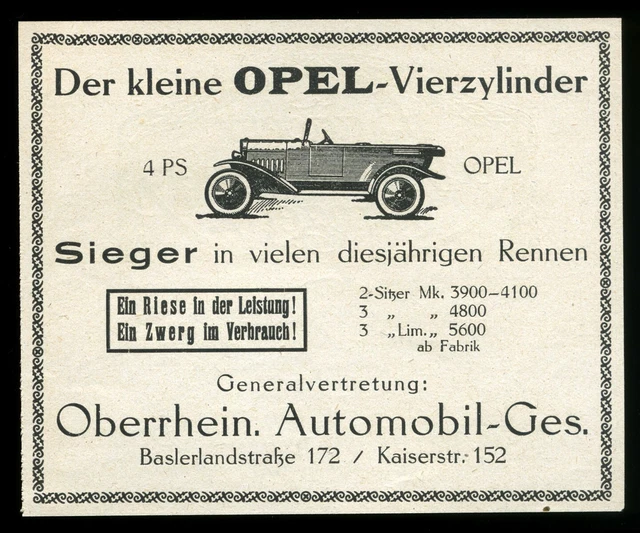 Der kleine OPEL-Vierzylinder
4 PS OPEL
Sieger in vielen diesjährigen Rennen
Ein Riese in der Leistung!
Ein Zwerg im Verbrauch!
2-Sitzer Mk. 3900-4100
3 „ „ 4800
3 „Lim.„ 5600
ab Fabrik
Generalvertretung:
Oberrhein. Automobil-Ges.
Baslerlandstraße 172 / Kaiserstr. 152